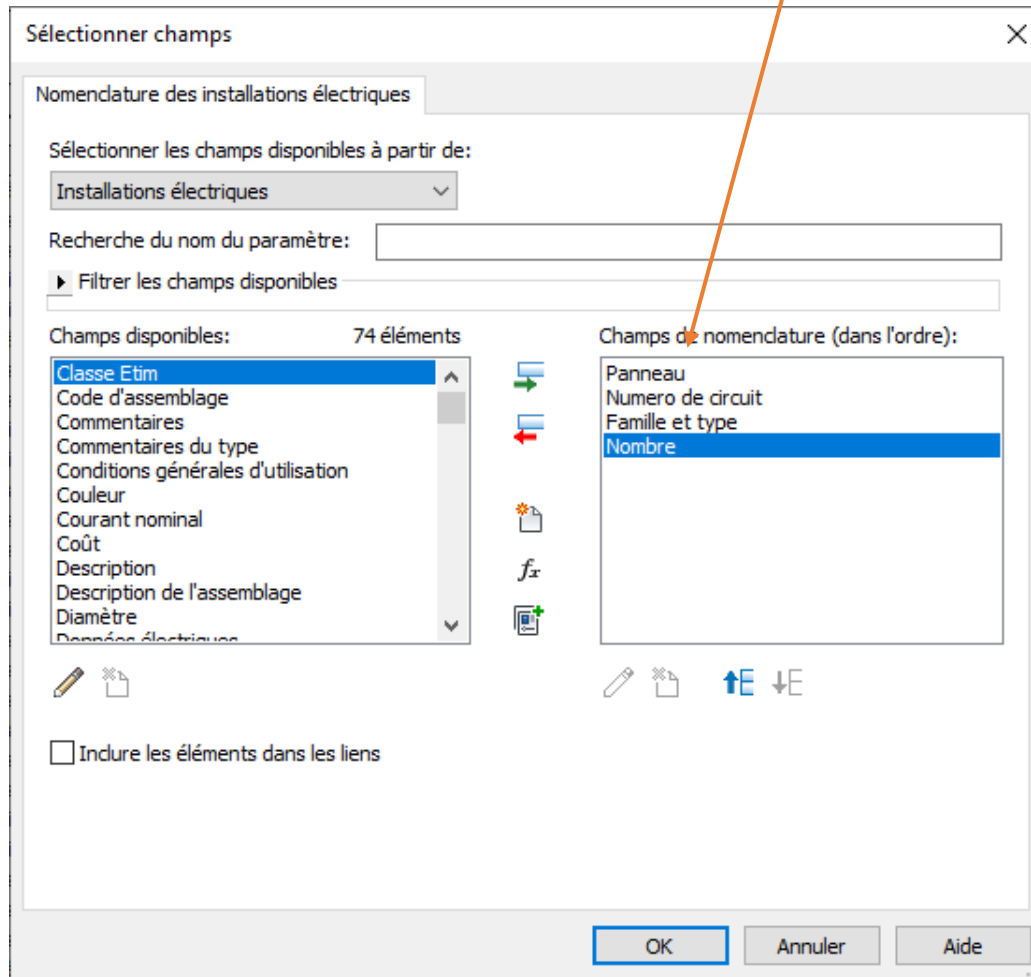 Sélectionner champs
Nomenclature des installations électriques
Sélectionner les champs disponibles à partir de:
Installations électriques
Recherche du nom du paramètre:
Filtrer les champs disponibles
Champs disponibles: 74 éléments
Champs de nomenclature (dans l'ordre):
Classe Etim
Code d'assemblage
Commentaires
Commentaires du type
Conditions générales d'utilisation
Couleur
Courant nominal
Coût
Description
Description de l'assemblage
Diamètre
Données électriques
Panneau
Numero de circuit
Famille et type
Nombre
fx
Inclure les éléments dans les liens
OK Annuler Aide